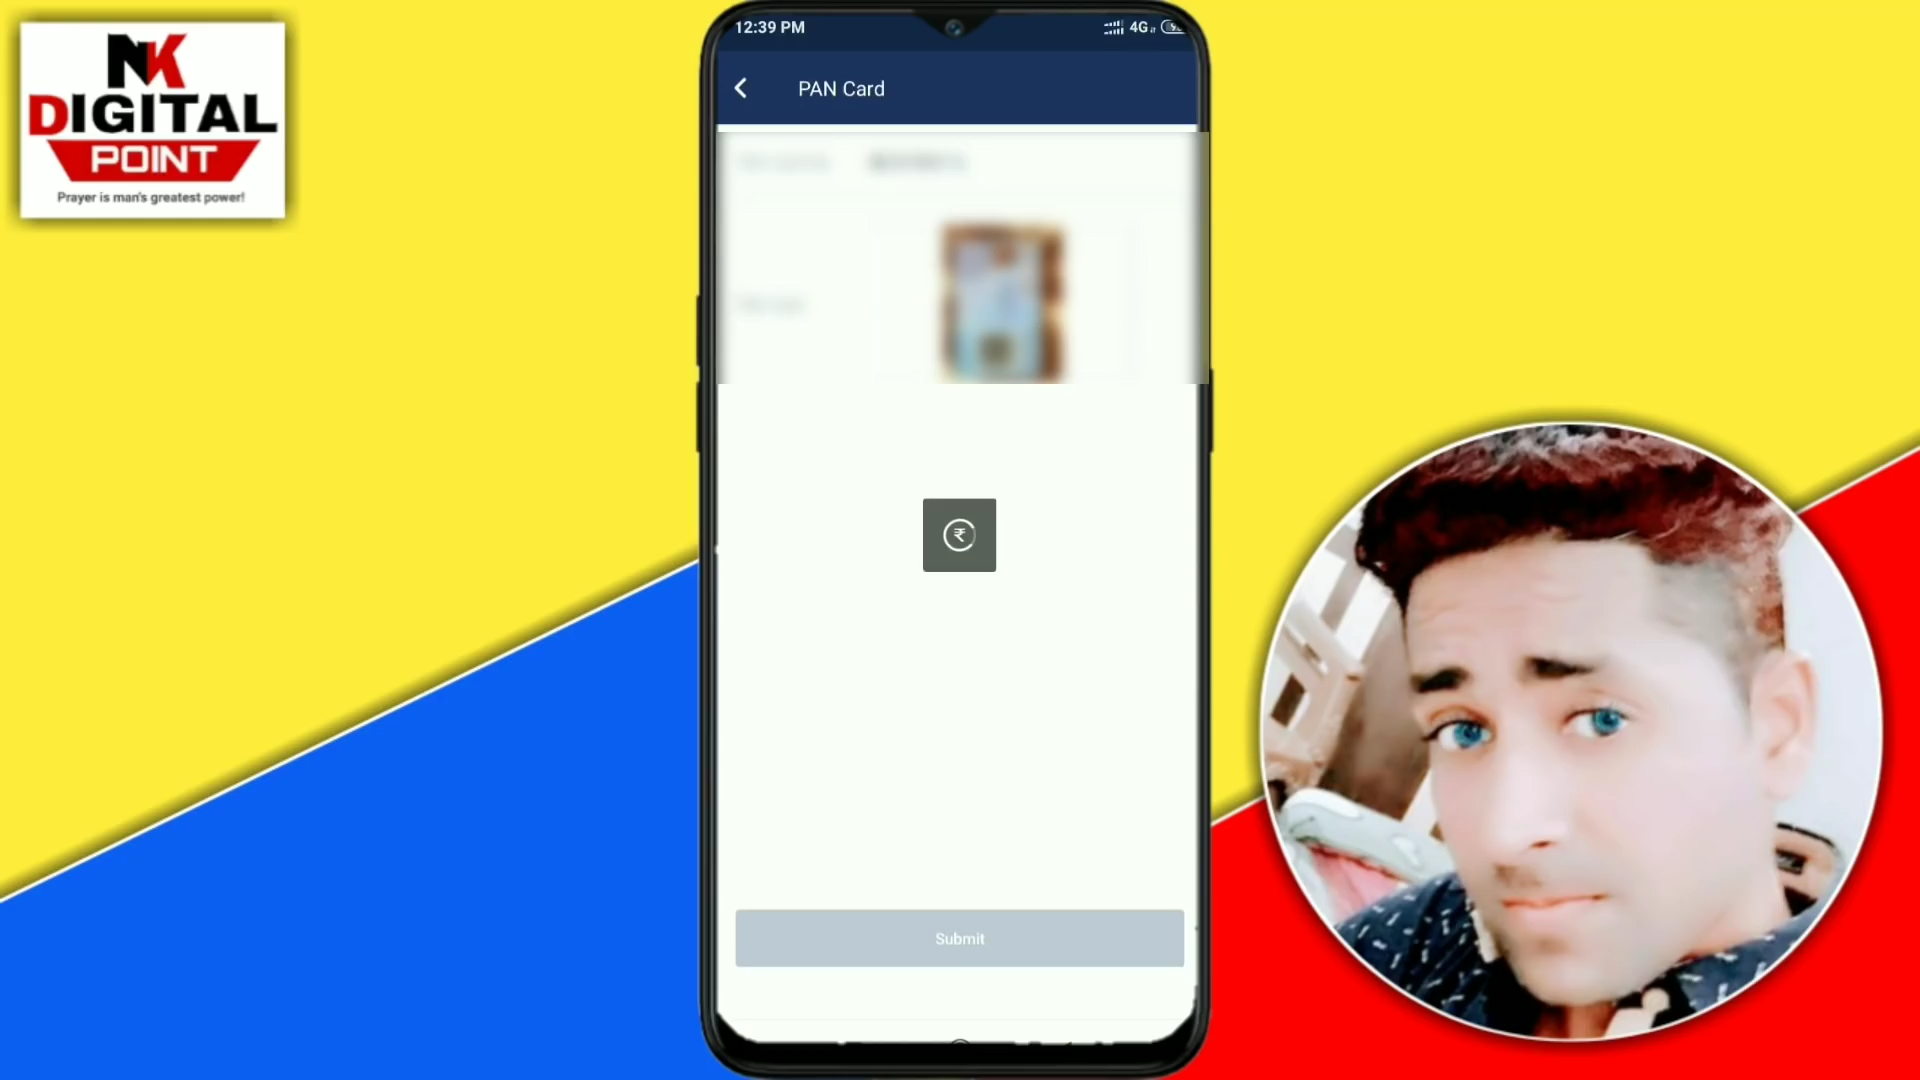 NK
DIGITAL
POINT
Prayer is man's greatest power!
12:39 PM
4G
PAN Card
₹
Submit